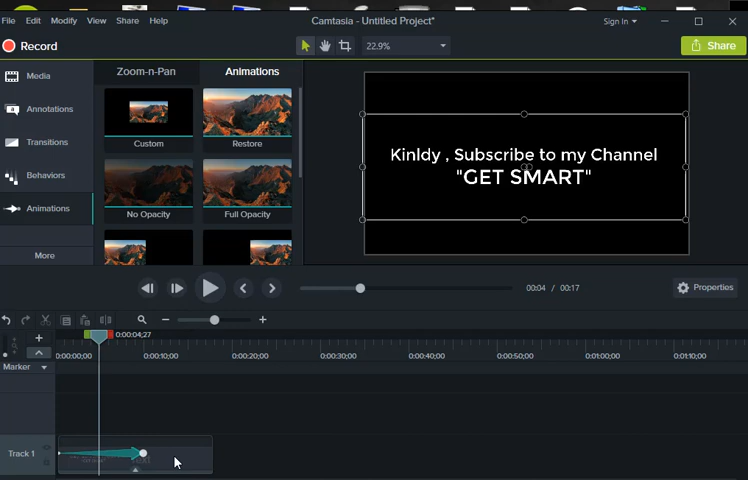 File Edit Modify View Share Help Camtasia - Untitled Project* Sign In
Record 22.9% Share
Media
Annotations
Transitions
Behaviors
Animations
More
Zoom-n-Pan Animations
Custom Restore
No Opacity Full Opacity
Kinldy , Subscribe to my Channel
"GET SMART"
00:04 / 00:17 Properties
0:00:04;27
0:00:00;00 0:00:10;00 0:00:20;00 0:00:30;00 0:00:40;00 0:00:50;00 0:01:00;00 0:01:10;00
Marker
Track 1